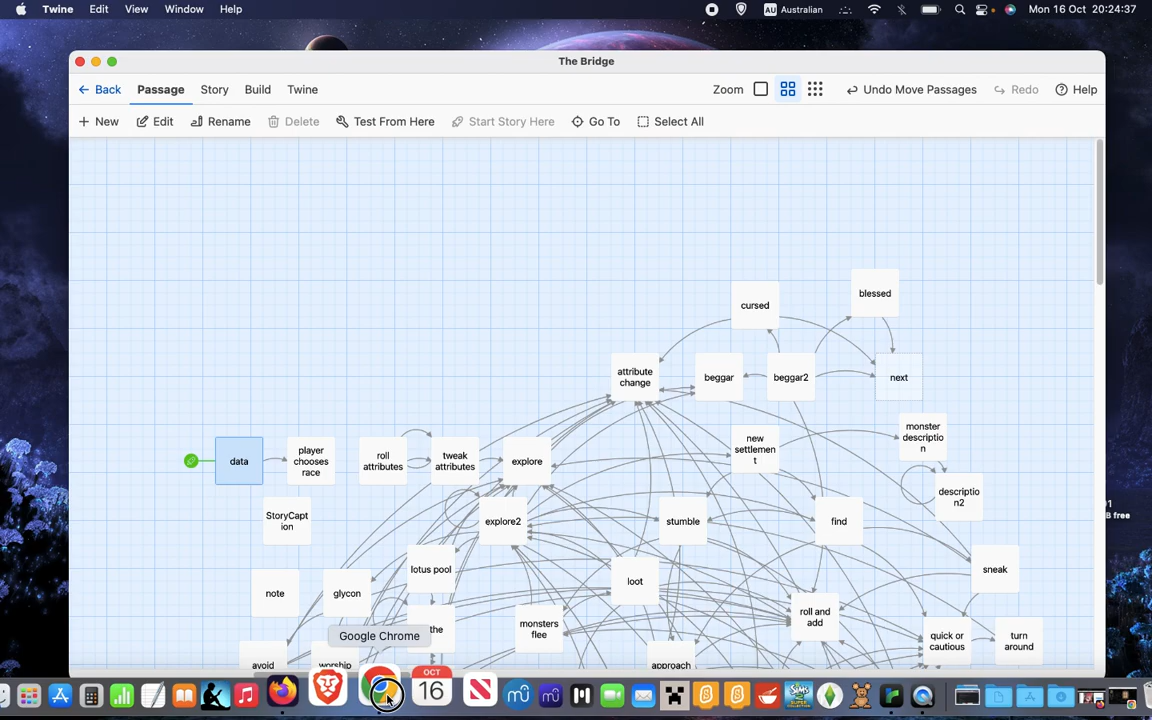 Twine Edit View Window Help AU Australian Mon 16 Oct 20:24:37
The Bridge
Back Passage Story Build Twine Zoom Undo Move Passages Redo Help
New Edit Rename Delete Test From Here Start Story Here Go To Select All
blessed
cursed
attribute
change
beggar
beggar2
next
monster
descriptio
n
new
settlemen
t
data
player
chooses
race
roll
attributes
tweak
attributes
explore
descriptio
n2
StoryCapt
ion
explore2
stumble
find
B free
lotus pool
sneak
note
glycon
loot
roll and
add
monsters
flee
the
quick or
cautious
turn
around
Google Chrome
avoid
worship
approach
OCT
16